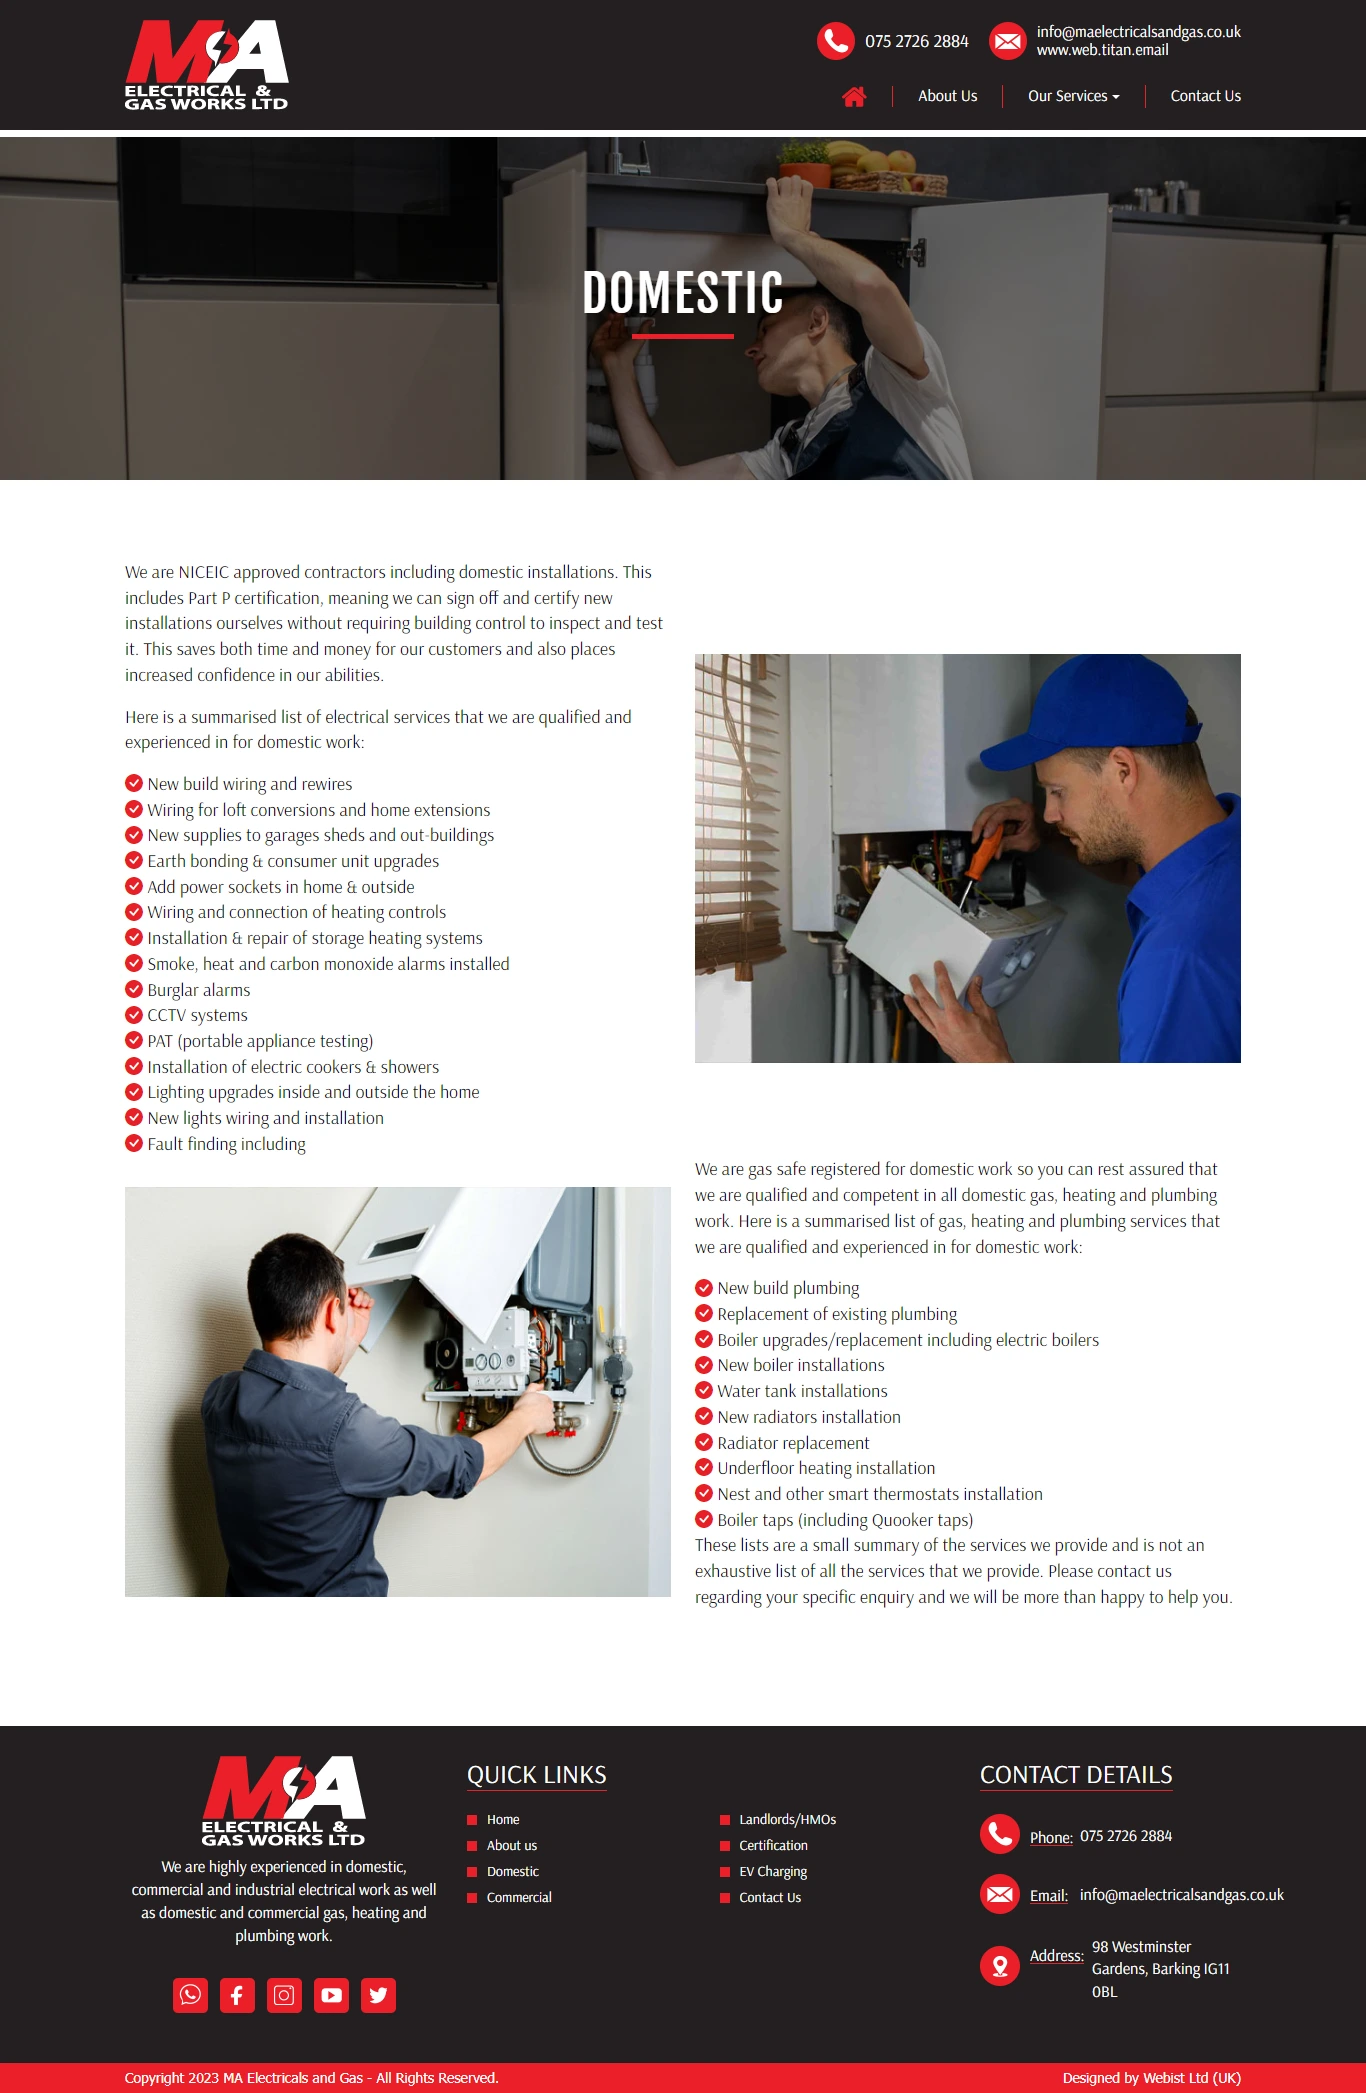 MA
ELECTRICAL &
GAS WORKS LTD
075 2726 2884
info@maelectricalsandgas.co.uk
www.web.titan.email
About Us
Our Services
Contact Us
DOMESTIC
We are NICEIC approved contractors including domestic installations. This
includes Part P certification, meaning we can sign off and certify new
installations ourselves without requiring building control to inspect and test
it. This saves both time and money for our customers and also places
increased confidence in our abilities.
Here is a summarised list of electrical services that we are qualified and
experienced in for domestic work:
New build wiring and rewires
Wiring for loft conversions and home extensions
New supplies to garages sheds and out-buildings
Earth bonding & consumer unit upgrades
Add power sockets in home & outside
Wiring and connection of heating controls
Installation & repair of storage heating systems
Smoke, heat and carbon monoxide alarms installed
Burglar alarms
CCTV systems
PAT (portable appliance testing)
Installation of electric cookers & showers
Lighting upgrades inside and outside the home
New lights wiring and installation
Fault finding including
We are gas safe registered for domestic work so you can rest assured that
we are qualified and competent in all domestic gas, heating and plumbing
work. Here is a summarised list of gas, heating and plumbing services that
we are qualified and experienced in for domestic work:
New build plumbing
Replacement of existing plumbing
Boiler upgrades/replacement including electric boilers
New boiler installations
Water tank installations
New radiators installation
Radiator replacement
Underfloor heating installation
Nest and other smart thermostats installation
Boiler taps (including Quooker taps)
These lists are a small summary of the services we provide and is not an
exhaustive list of all the services that we provide. Please contact us
regarding your specific enquiry and we will be more than happy to help you.
MA
ELECTRICAL &
GAS WORKS LTD
We are highly experienced in domestic,
commercial and industrial electrical work as well
as domestic and commercial gas, heating and
plumbing work.
QUICK LINKS
Home
About us
Domestic
Commercial
Landlords/HMOs
Certification
EV Charging
Contact Us
CONTACT DETAILS
Phone: 075 2726 2884
Email: info@maelectricalsandgas.co.uk
Address: 98 Westminster
Gardens, Barking IG11
0BL
Copyright 2023 MA Electricals and Gas - All Rights Reserved.
Designed by Webist Ltd (UK)